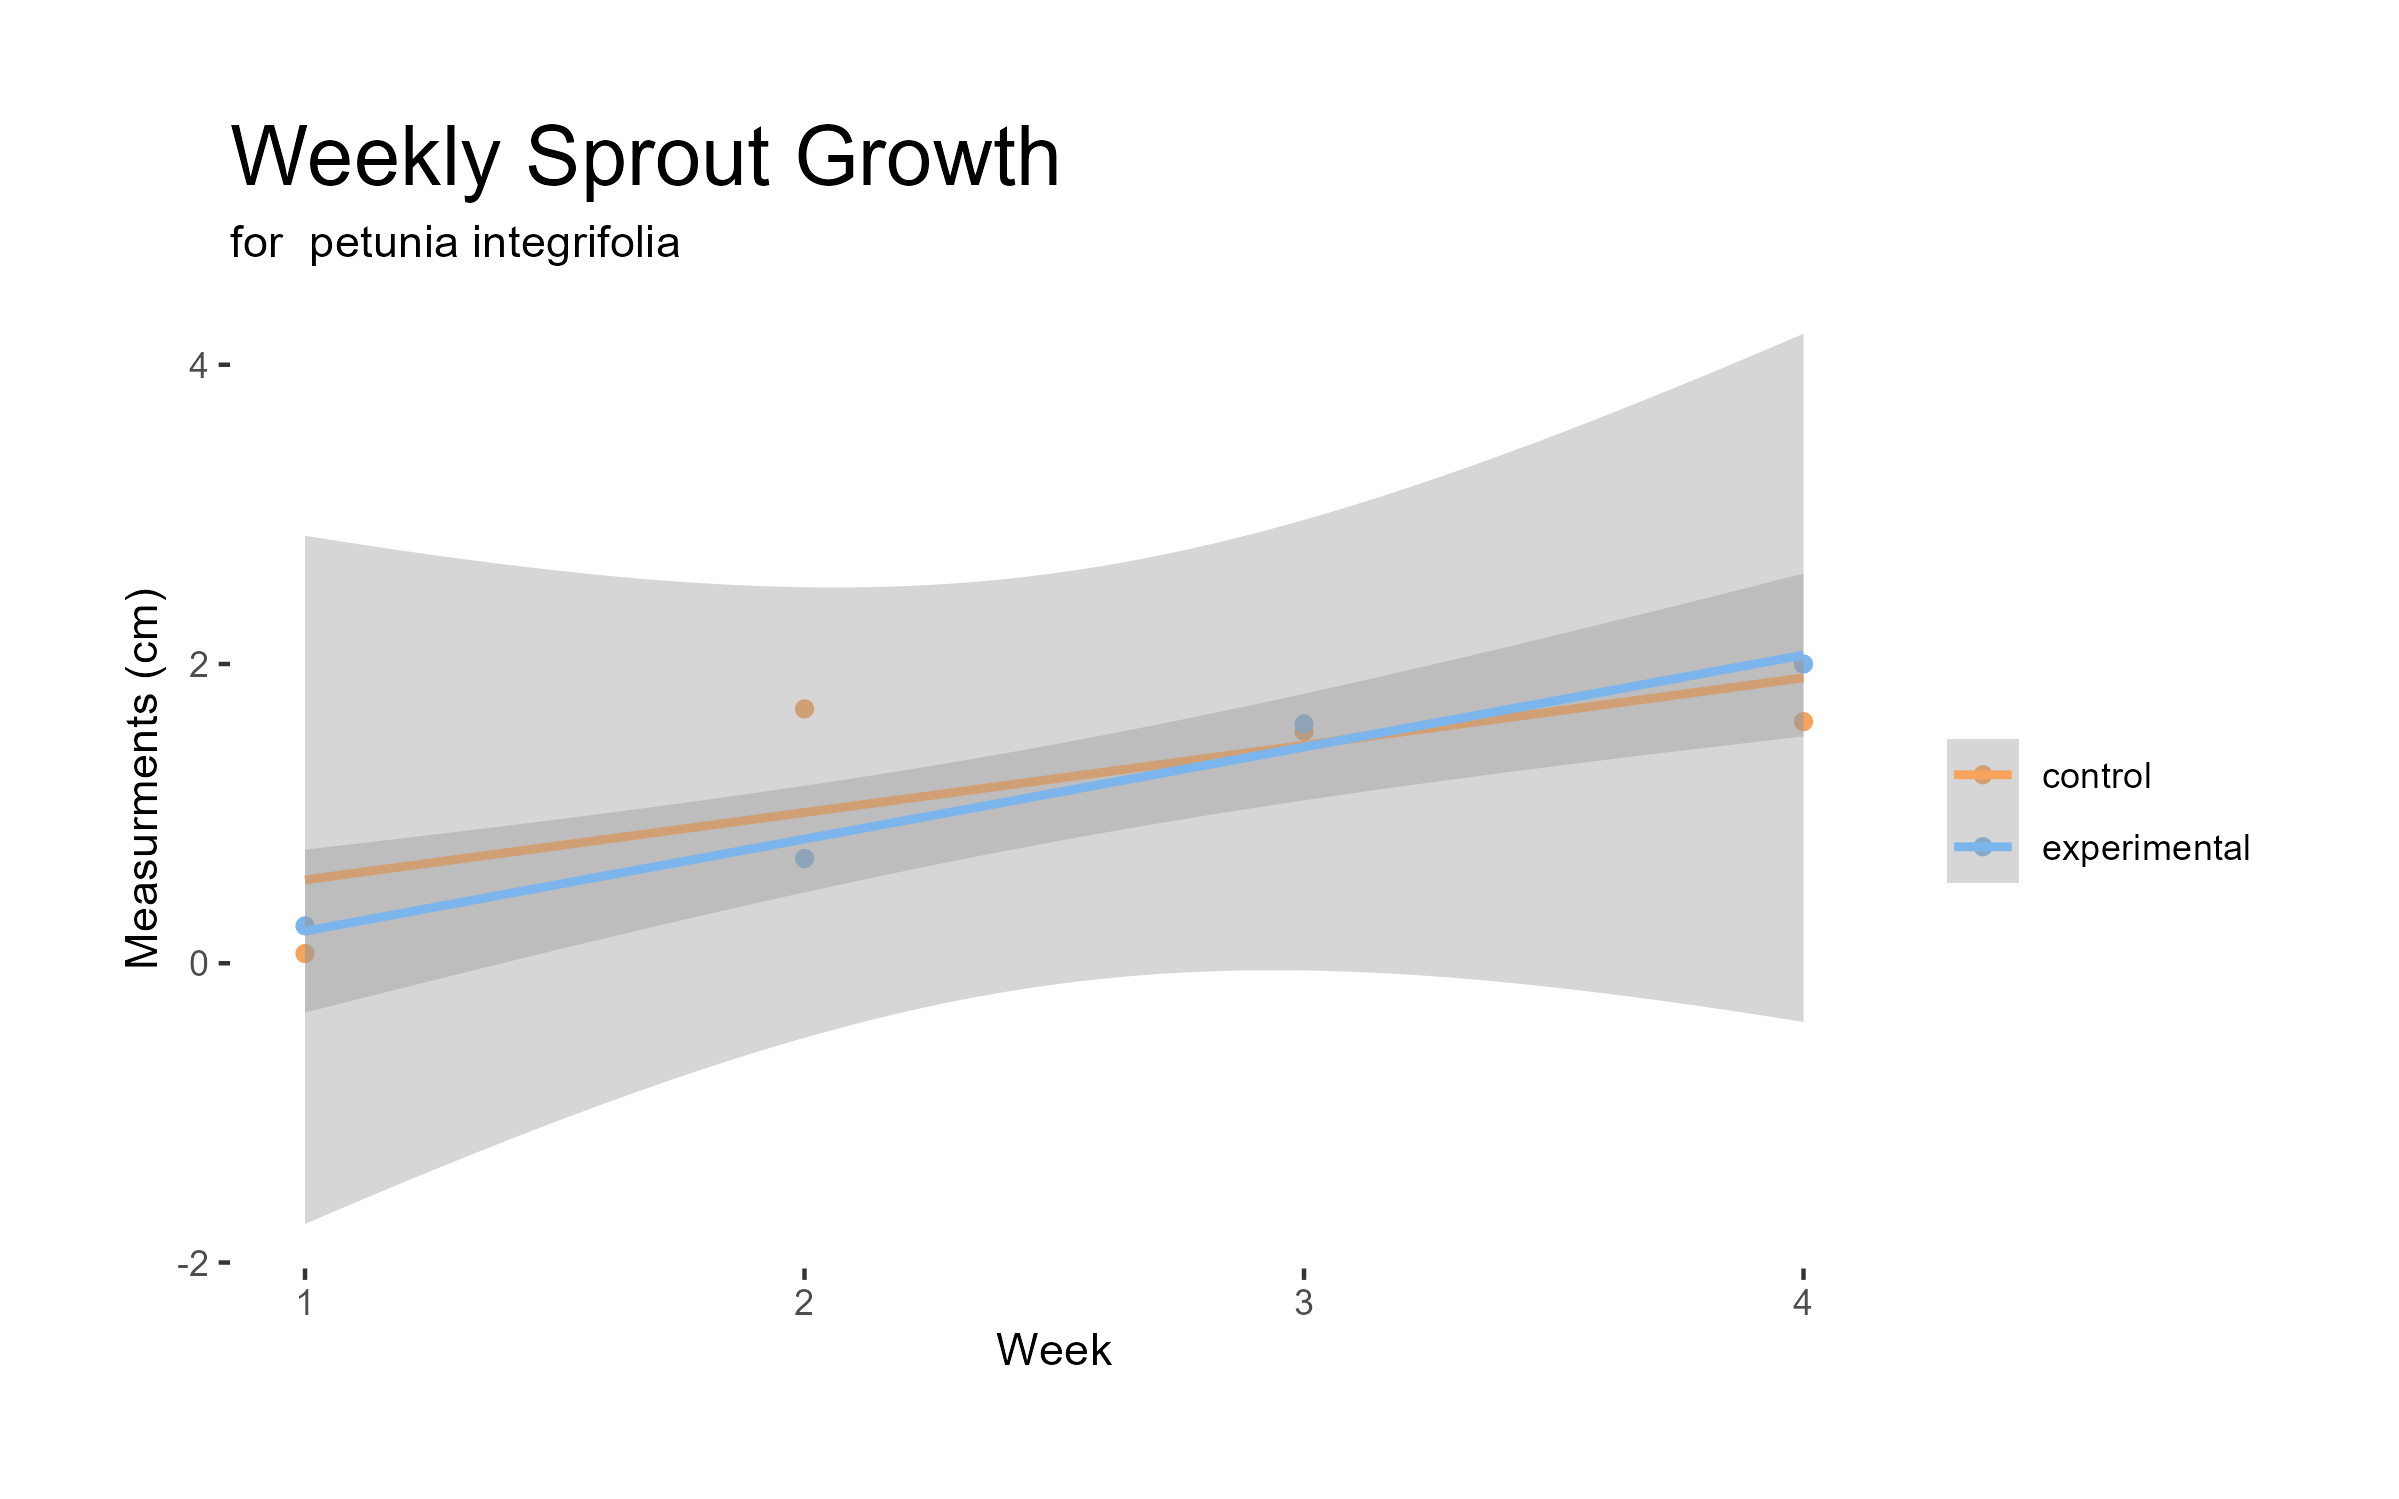 Weekly Sprout Growth
for  petunia integrifolia
Measurments (cm)
4
2
0
-2
1 2 3 4
Week
control
experimental